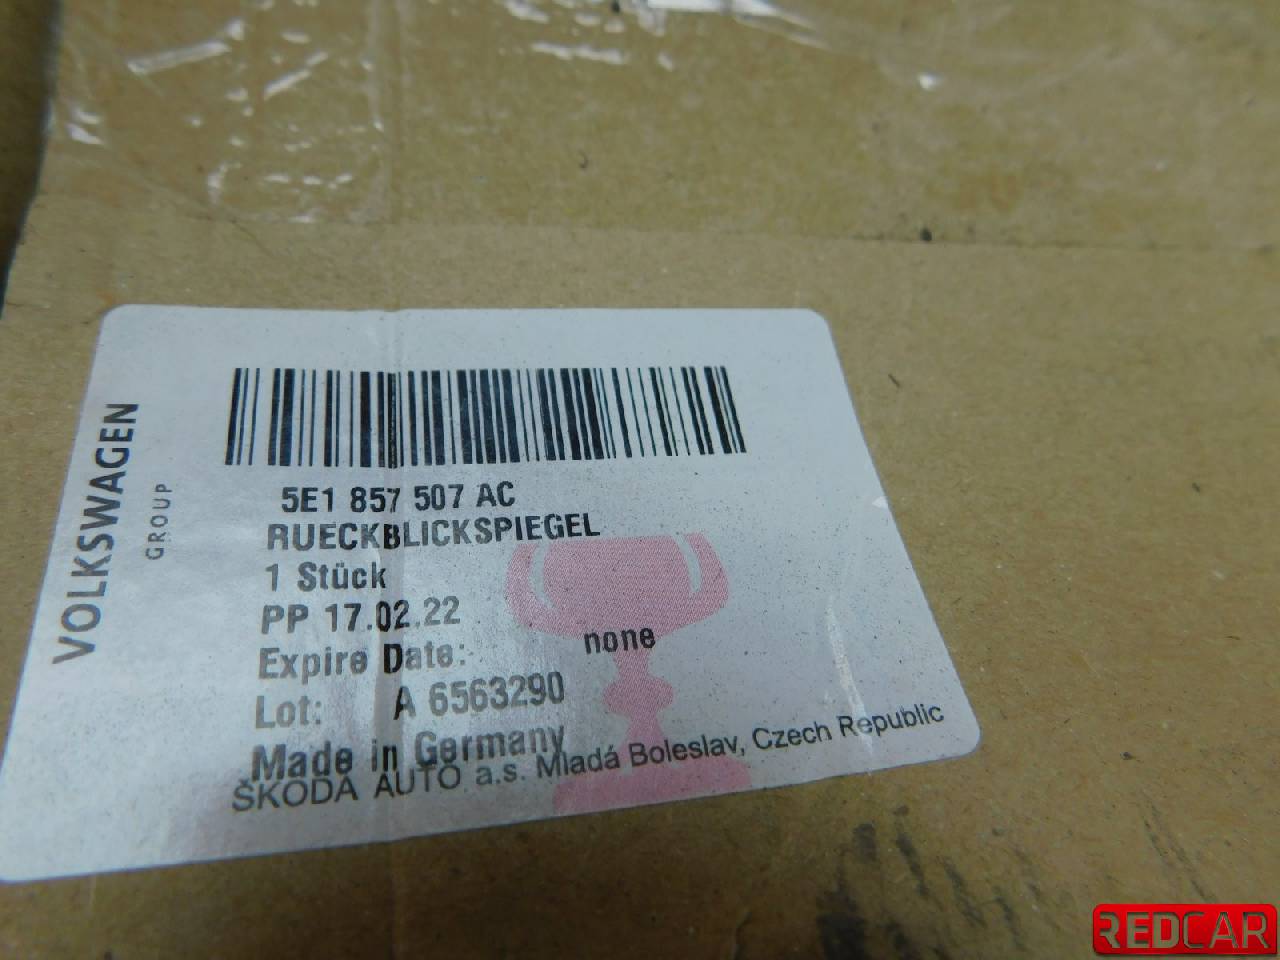 VOLKSWAGEN
GROUP
5E1 857 507 AC
RUECKBLICKSPIEGEL
1 Stück
PP 17.02.22
Expire Date: none
Lot: A 6563290
Made in Germany
ŠKODA AUTO a.s. Mladá Boleslav, Czech Republic
REDCAR